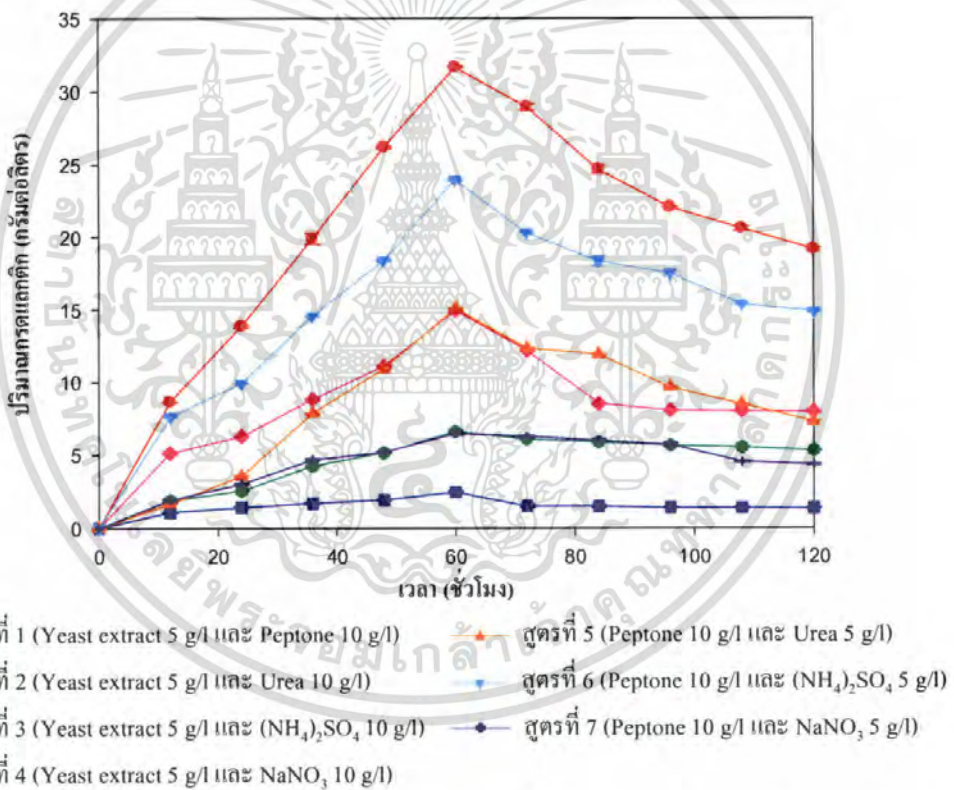 35
30
25
20
15
10
5
0
ปริมาณกรดแลกติก (กรัมต่อลิตร)
0 20 40 60 80 100 120
เวลา (ชั่วโมง)
ที่ 1 (Yeast extract 5 g/l และ Peptone 10 g/l)
สูตรที่ 5 (Peptone 10 g/l และ Urea 5 g/l)
ที่ 2 (Yeast extract 5 g/l และ Urea 10 g/l)
สูตรที่ 6 (Peptone 10 g/l และ (NH₄)₂SO₄ 5 g/l)
ที่ 3 (Yeast extract 5 g/l และ (NH₄)₂SO₄ 10 g/l)
สูตรที่ 7 (Peptone 10 g/l และ NaNO₃ 5 g/l)
ที่ 4 (Yeast extract 5 g/l และ NaNO₃ 10 g/l)